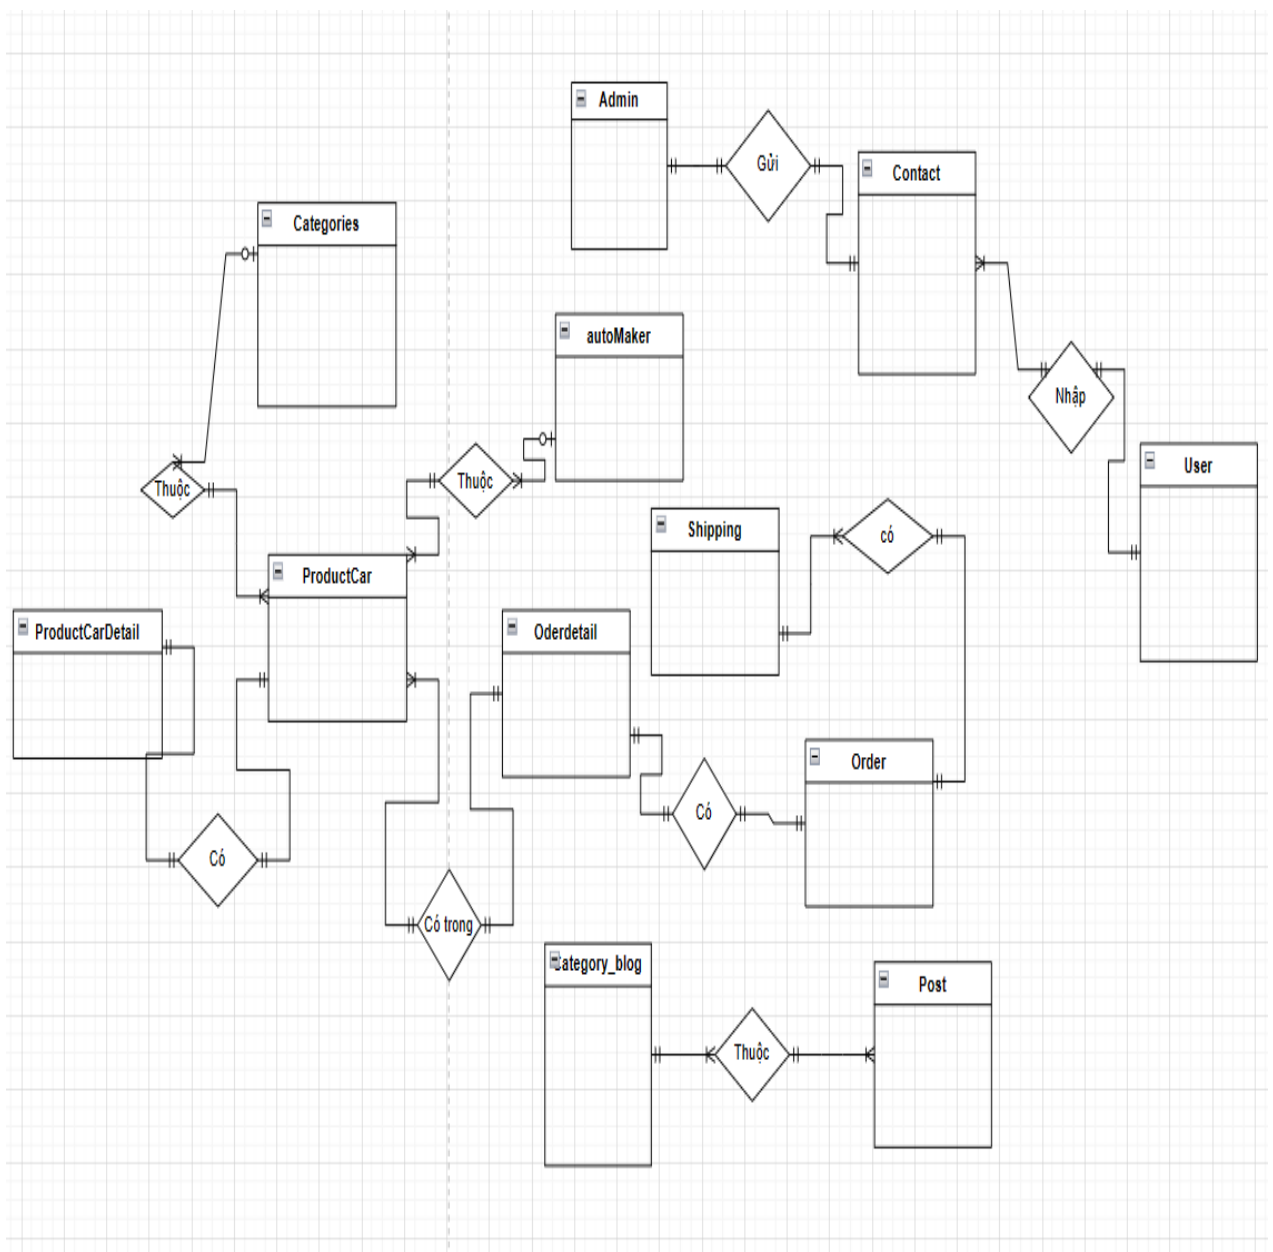 Admin
Gửi
Contact
Categories
autoMaker
Nhập
User
Thuộc
Thuộc
Shipping
có
ProductCar
ProductCarDetail
Oderdetail
Order
Có
Có
Có trong
Category_blog
Post
Thuộc